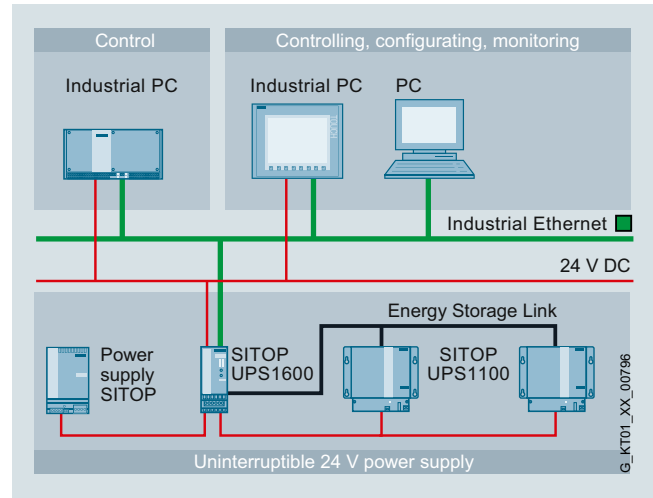 Control
Controlling, configurating, monitoring
Industrial PC
Industrial PC
PC
Industrial Ethernet
24 V DC
Energy Storage Link
Power
supply
SITOP
SITOP
UPS1600
SITOP
UPS1100
Uninterruptible 24 V power supply
G_KT01_XX_00796